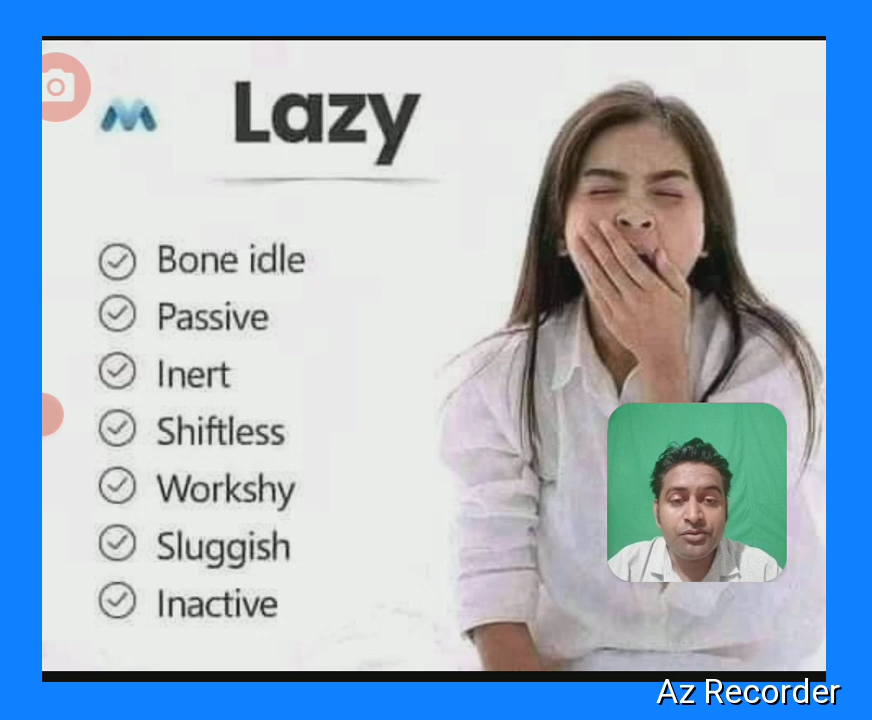 Lazy
Bone idle
Passive
Inert
Shiftless
Workshy
Sluggish
Inactive
Az Recorder